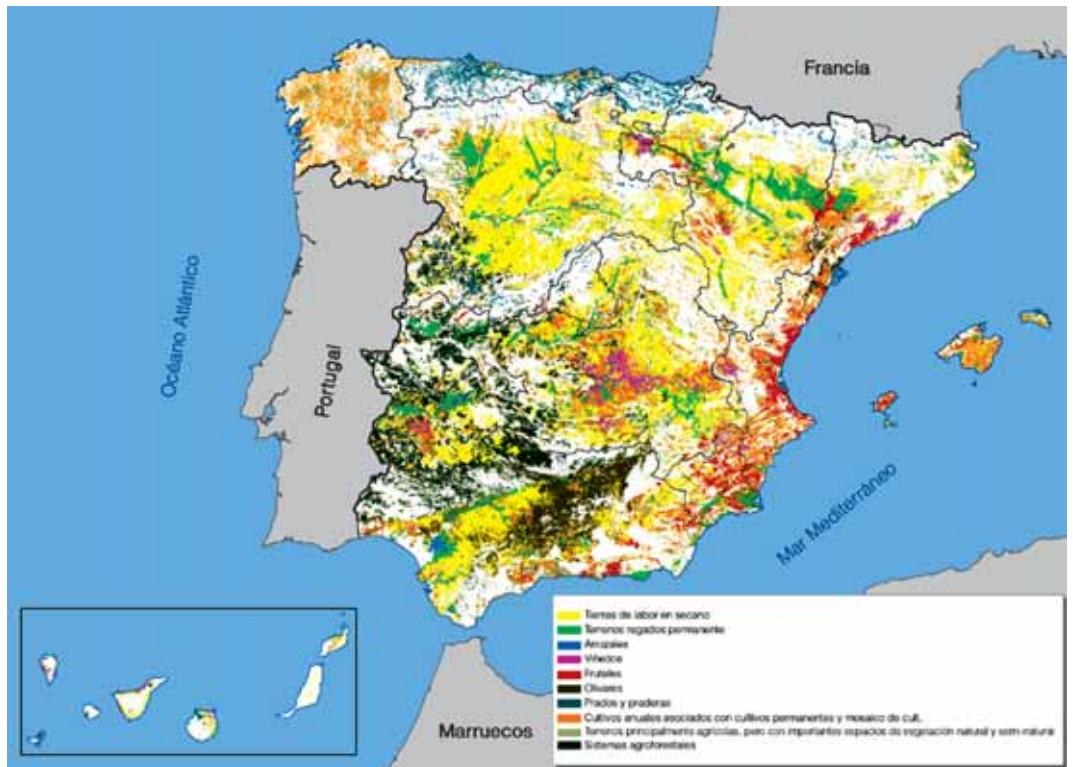 Francia
Océano Atlántico
Portugal
Mar Mediterráneo
Marruecos
Tierras de labor en secano
Terrenos regados permanente
Arrozales
Viñedos
Frutales
Olivares
Prados y praderas
Cultivos anuales asociados con cultivos permanentes y mosaico de cult.
Terrenos principalmente agrícolas, pero con importantes espacios de vegetación natural y semi-natural
Sistemas agroforestales